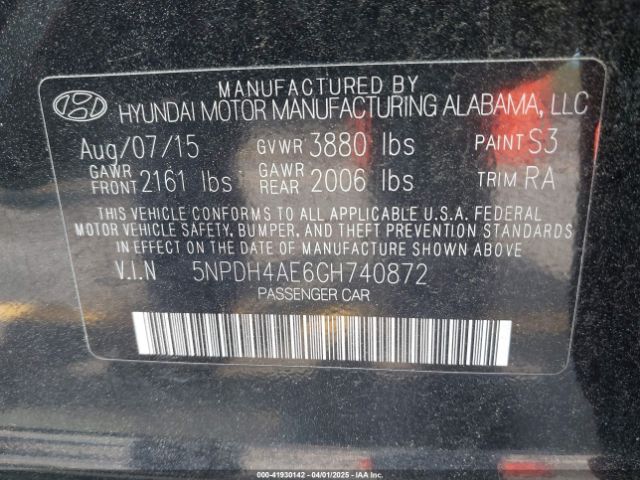 MANUFACTURED BY
HYUNDAI MOTOR MANUFACTURING ALABAMA, LLC
Aug/07/15 GVWR 3880 lbs PAINT S3
GAWR FRONT 2161 lbs GAWR REAR 2006 lbs TRIM RA
THIS VEHICLE CONFORMS TO ALL APPLICABLE U.S.A. FEDERAL
MOTOR VEHICLE SAFETY, BUMPER, AND THEFT PREVENTION STANDARDS
IN EFFECT ON THE DATE OF MANUFACTURE SHOWN ABOVE.
V.I.N 5NPDH4AE6GH740872
PASSENGER CAR
000-41930142 - 04/01/2025 - IAAI.COM